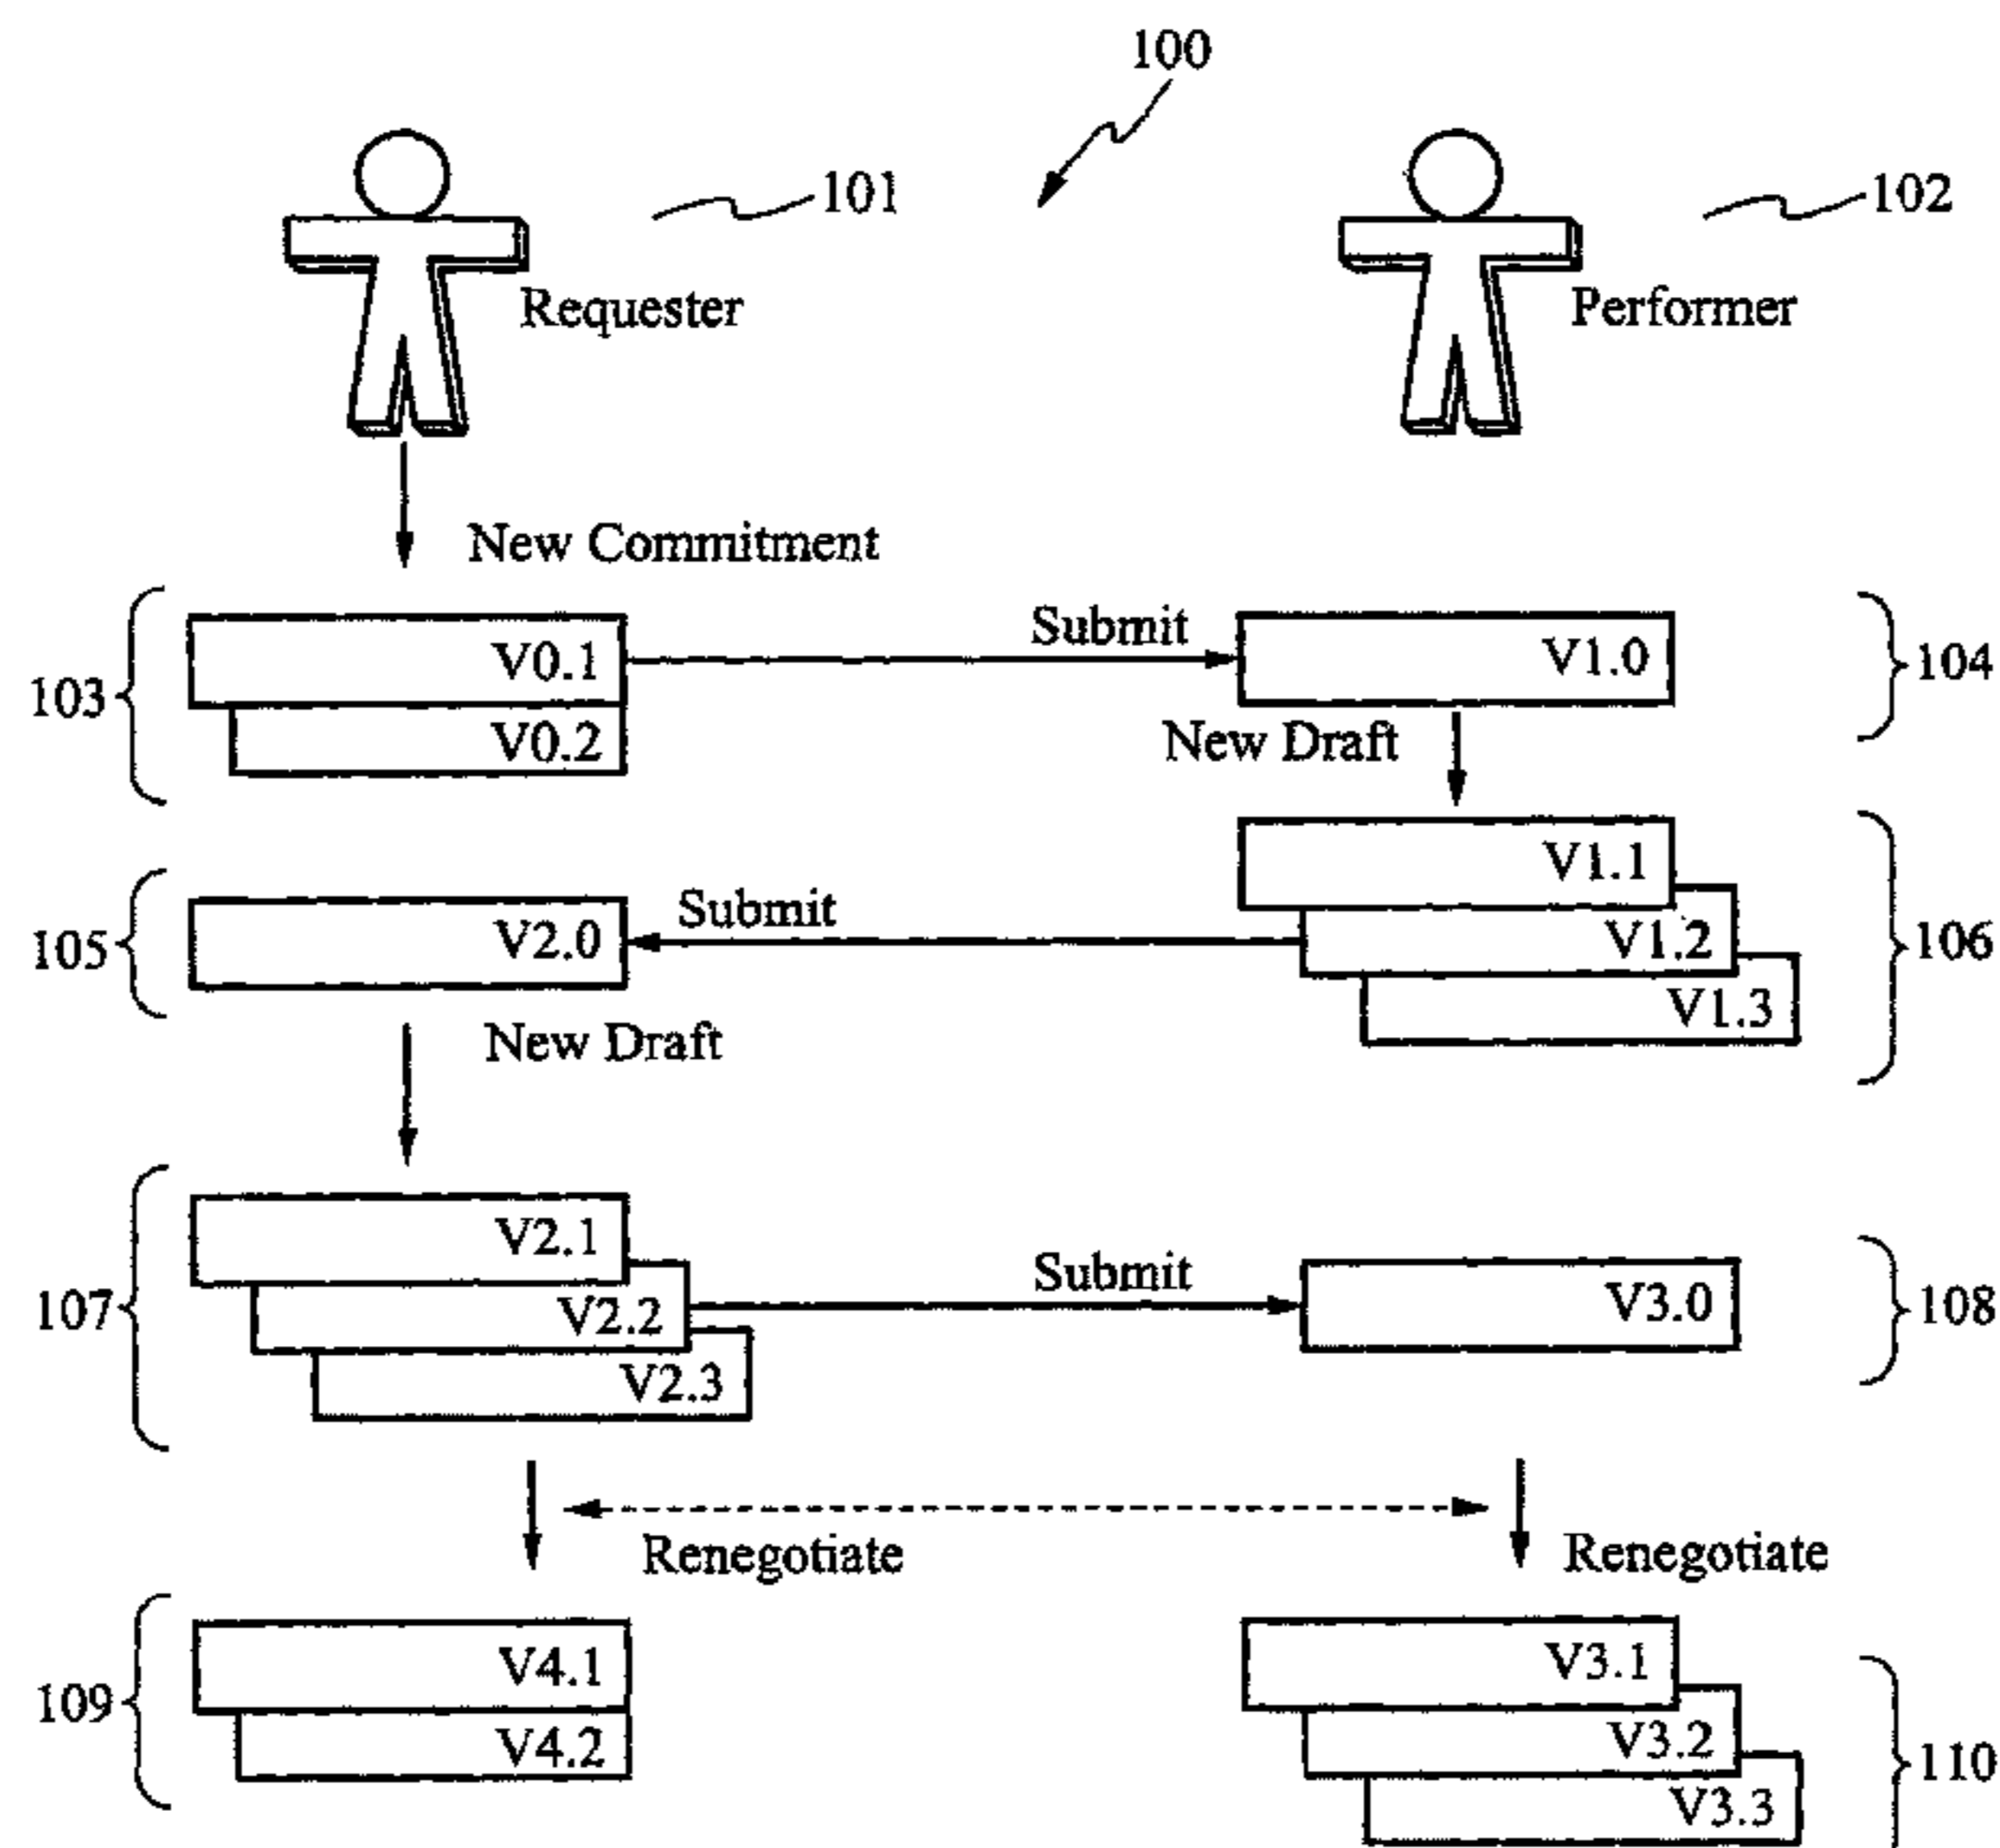 100
101
102
Requester
Performer
New Commitment
Submit
103
V0.1
V1.0
104
V0.2
New Draft
V1.1
Submit
105
V2.0
V1.2
106
V1.3
New Draft
V2.1
Submit
107
V2.2
V3.0
108
V2.3
Renegotiate
Renegotiate
109
V4.1
V3.1
V4.2
V3.2
110
V3.3